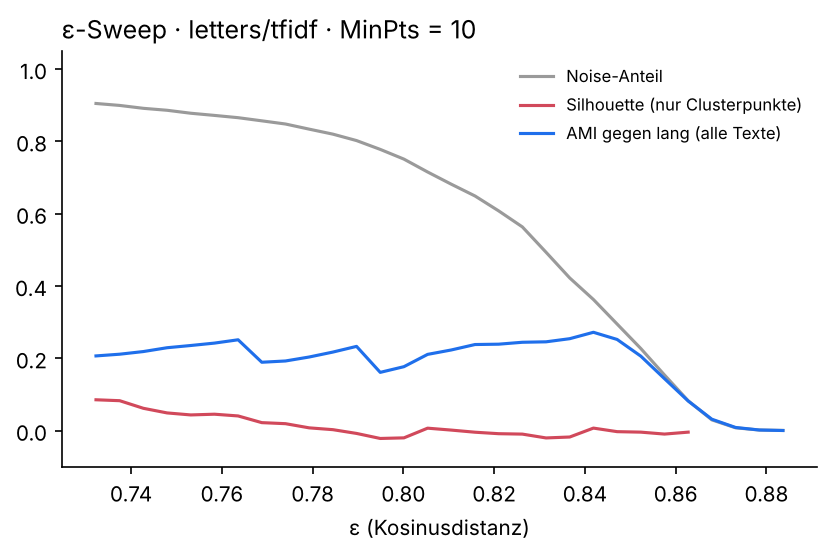 ε-Sweep · letters/tfidf · MinPts = 10
Noise-Anteil
Silhouette (nur Clusterpunkte)
AMI gegen lang (alle Texte)
1.0
0.8
0.6
0.4
0.2
0.0
0.74 0.76 0.78 0.80 0.82 0.84 0.86 0.88
ε (Kosinusdistanz)